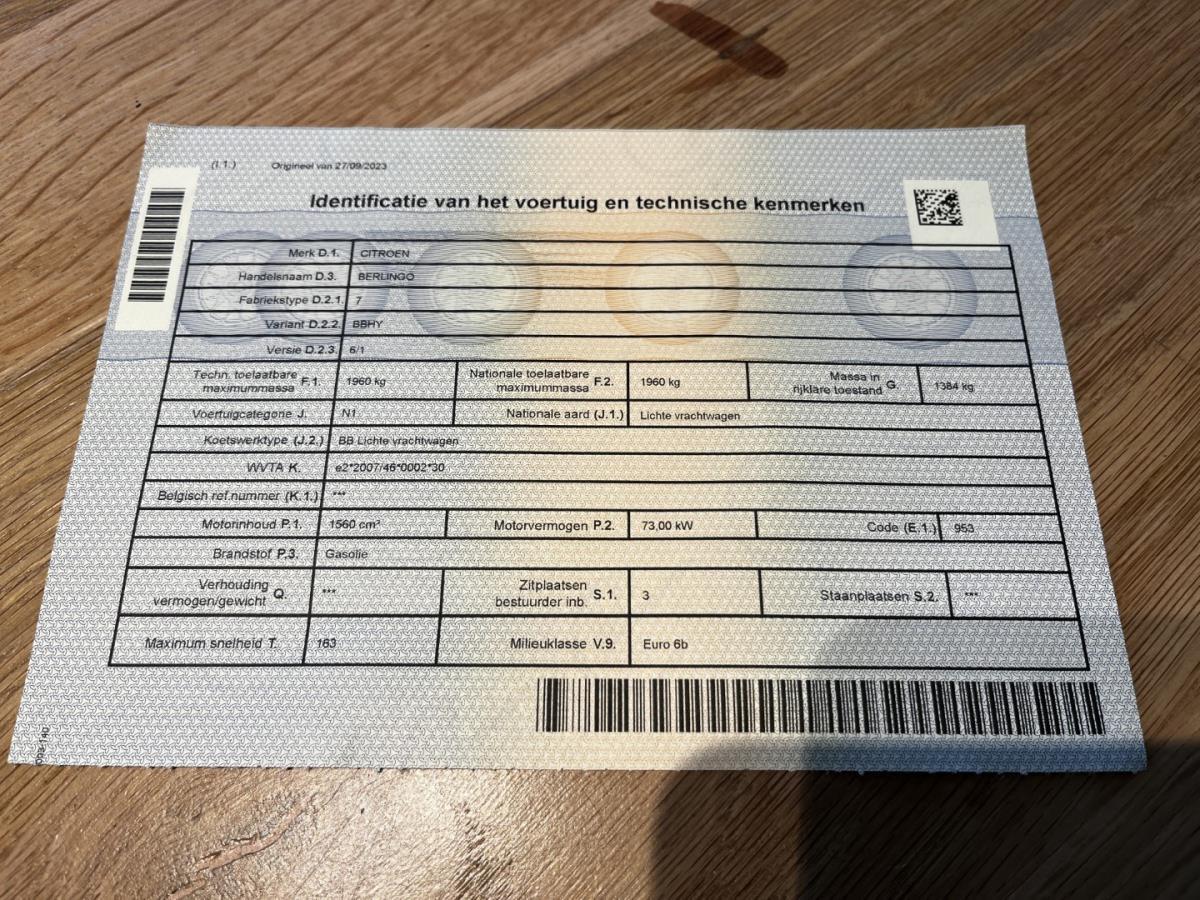 (I.1.) Origineel van 27/09/2023
Identificatie van het voertuig en technische kenmerken
Merk D.1. CITROEN
Handelsnaam D.3. BERLINGO
Fabriekstype D.2.1. 7
Variant D.2.2. BBHY
Versie D.2.3. 6/1
Techn. toelaatbare maximummassa F.1. 1960 kg Nationale toelaatbare maximummassa F.2. 1960 kg Massa in rijklare toestand G. 1384 kg
Voertuigcategorie J. N1 Nationale aard (J.1.) Lichte vrachtwagen
Koetswerktype (J.2.) BB Lichte vrachtwagen
WVTA K. e2*2007/46*0002*30
Belgisch ref.nummer (K.1.) ***
Motorinhoud P.1. 1560 cm³ Motorvermogen P.2. 73,00 kW Code (E.1.) 953
Brandstof P.3. Gasolie
Verhouding vermogen/gewicht Q. *** Zitplaatsen bestuurder inb. S.1. 3 Staanplaatsen S.2. ***
Maximum snelheid T. 163 Milieuklasse V.9. Euro 6b